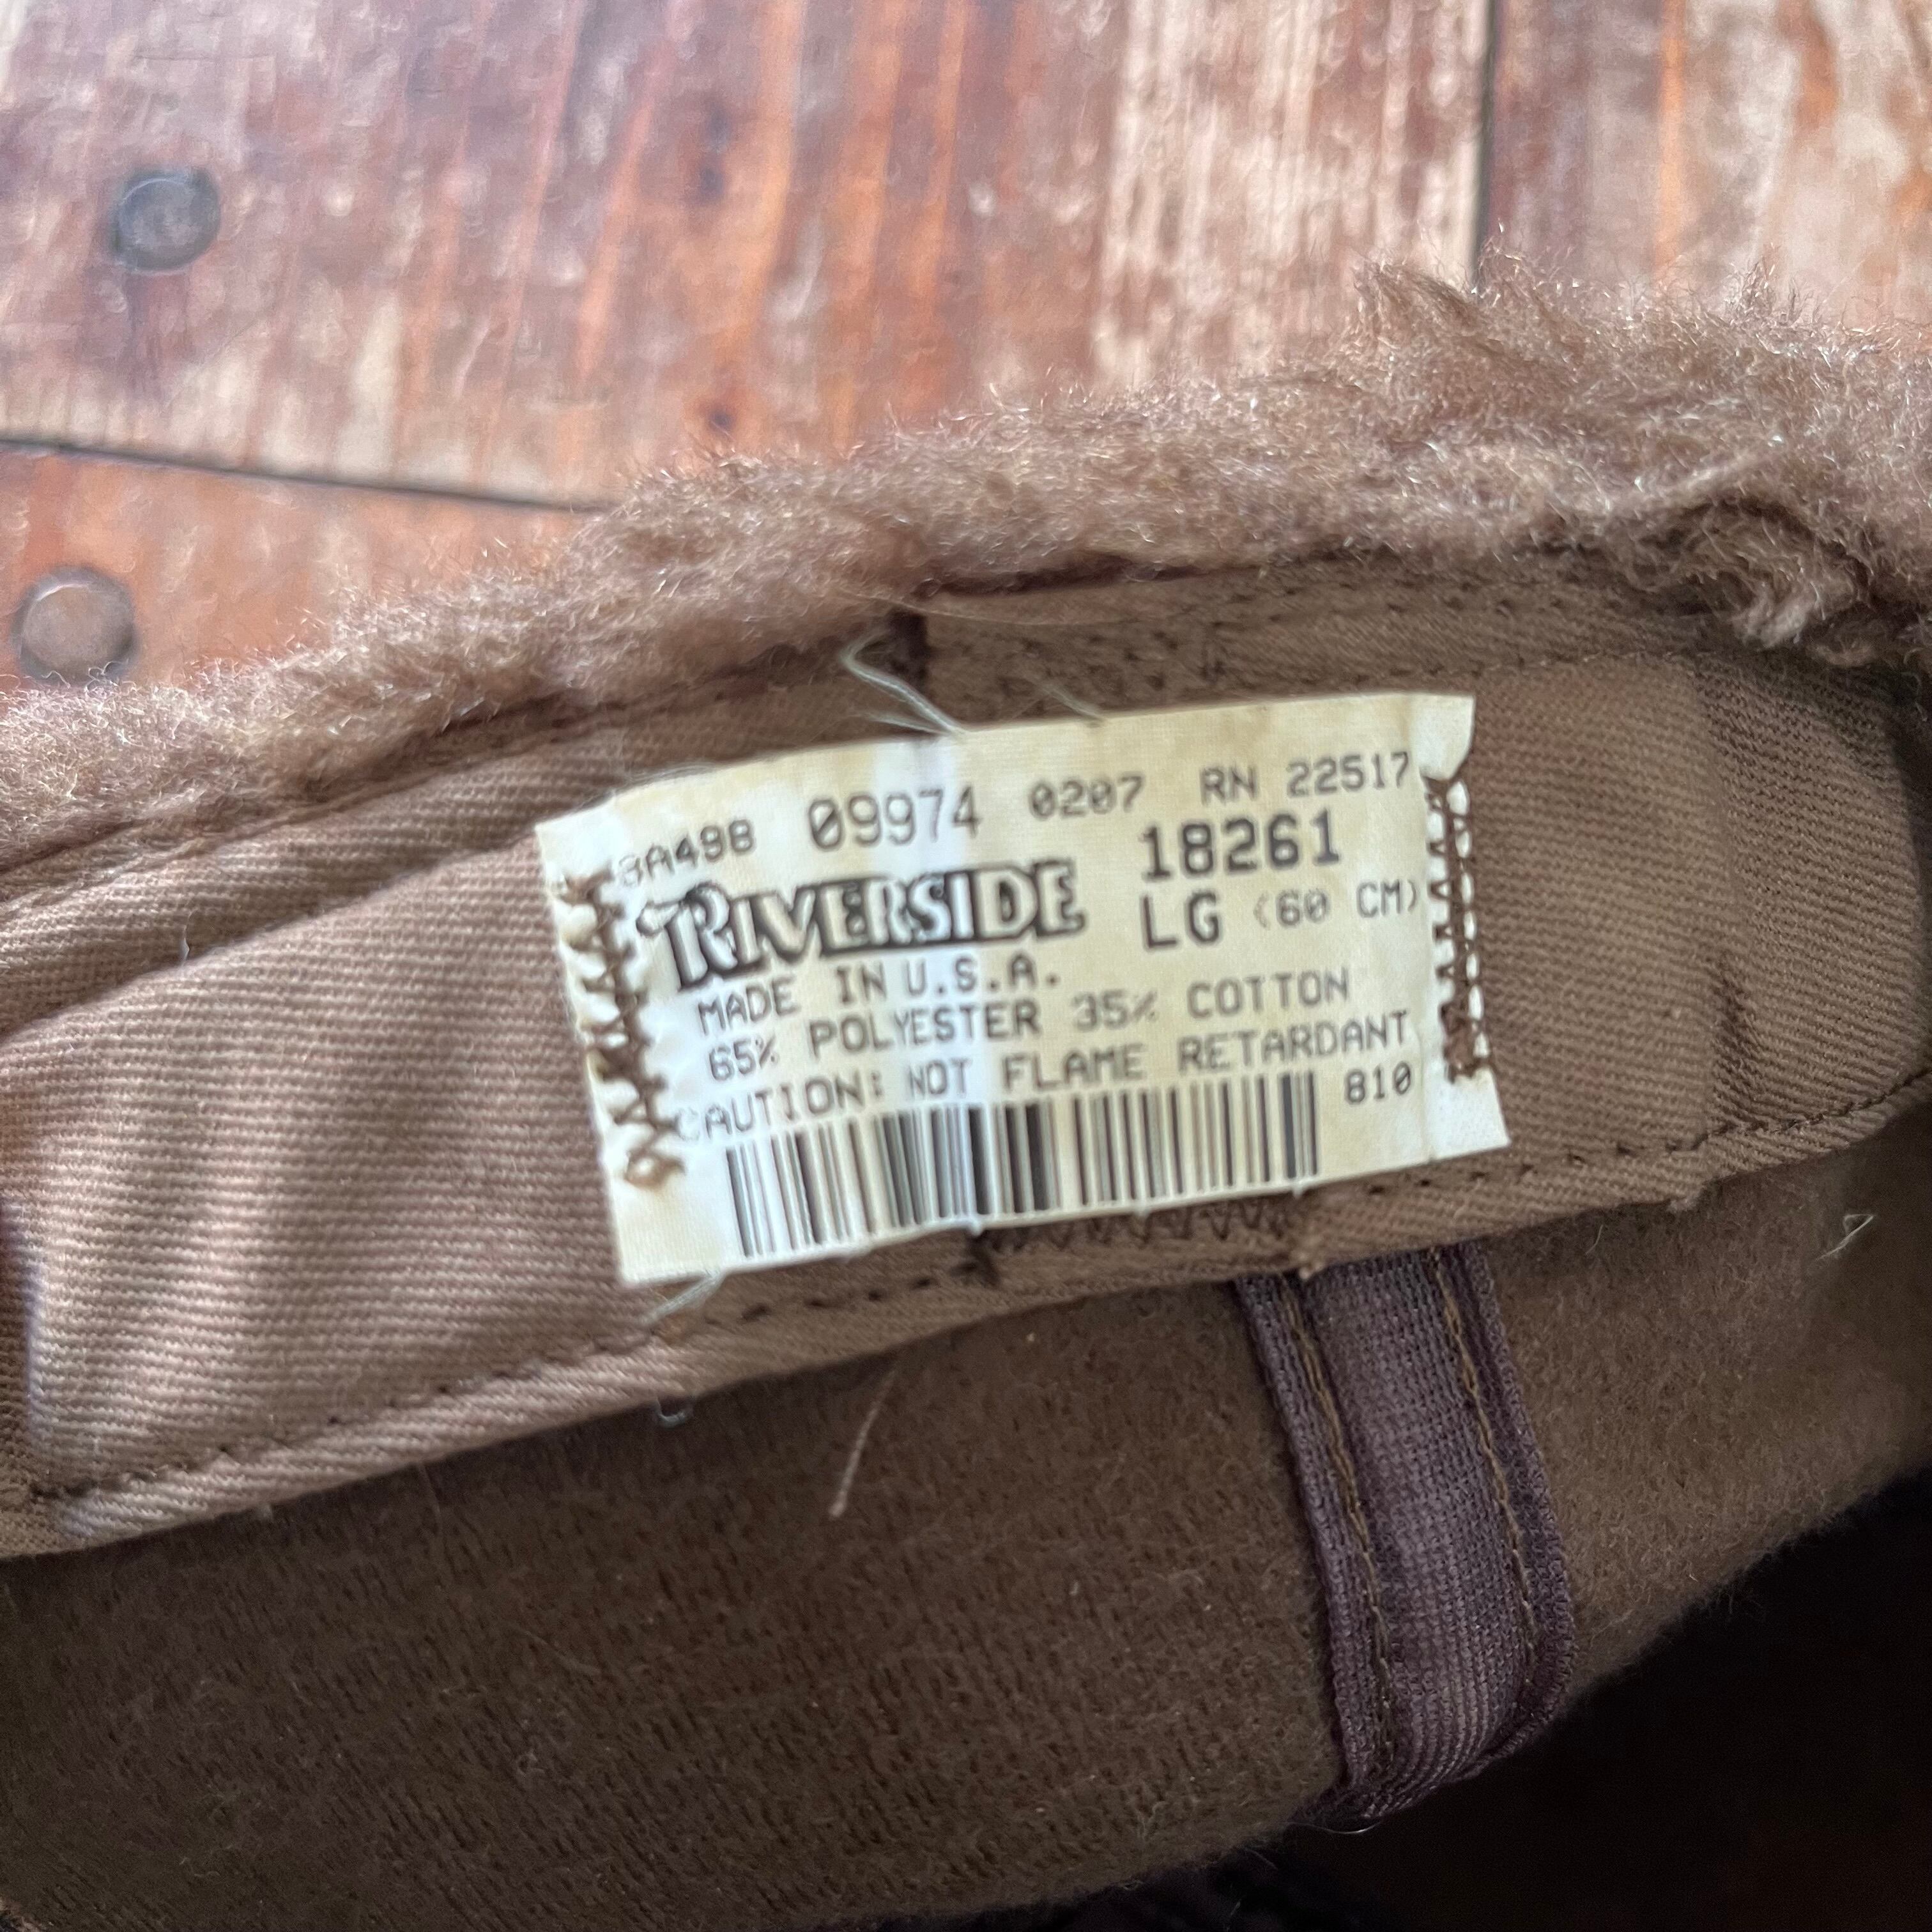 3A49B 09974 0207 RN 22517
RIVERSIDE 18261
LG (60 CM)
MADE IN U.S.A.
65% POLYESTER 35% COTTON
CAUTION: NOT FLAME RETARDANT
810